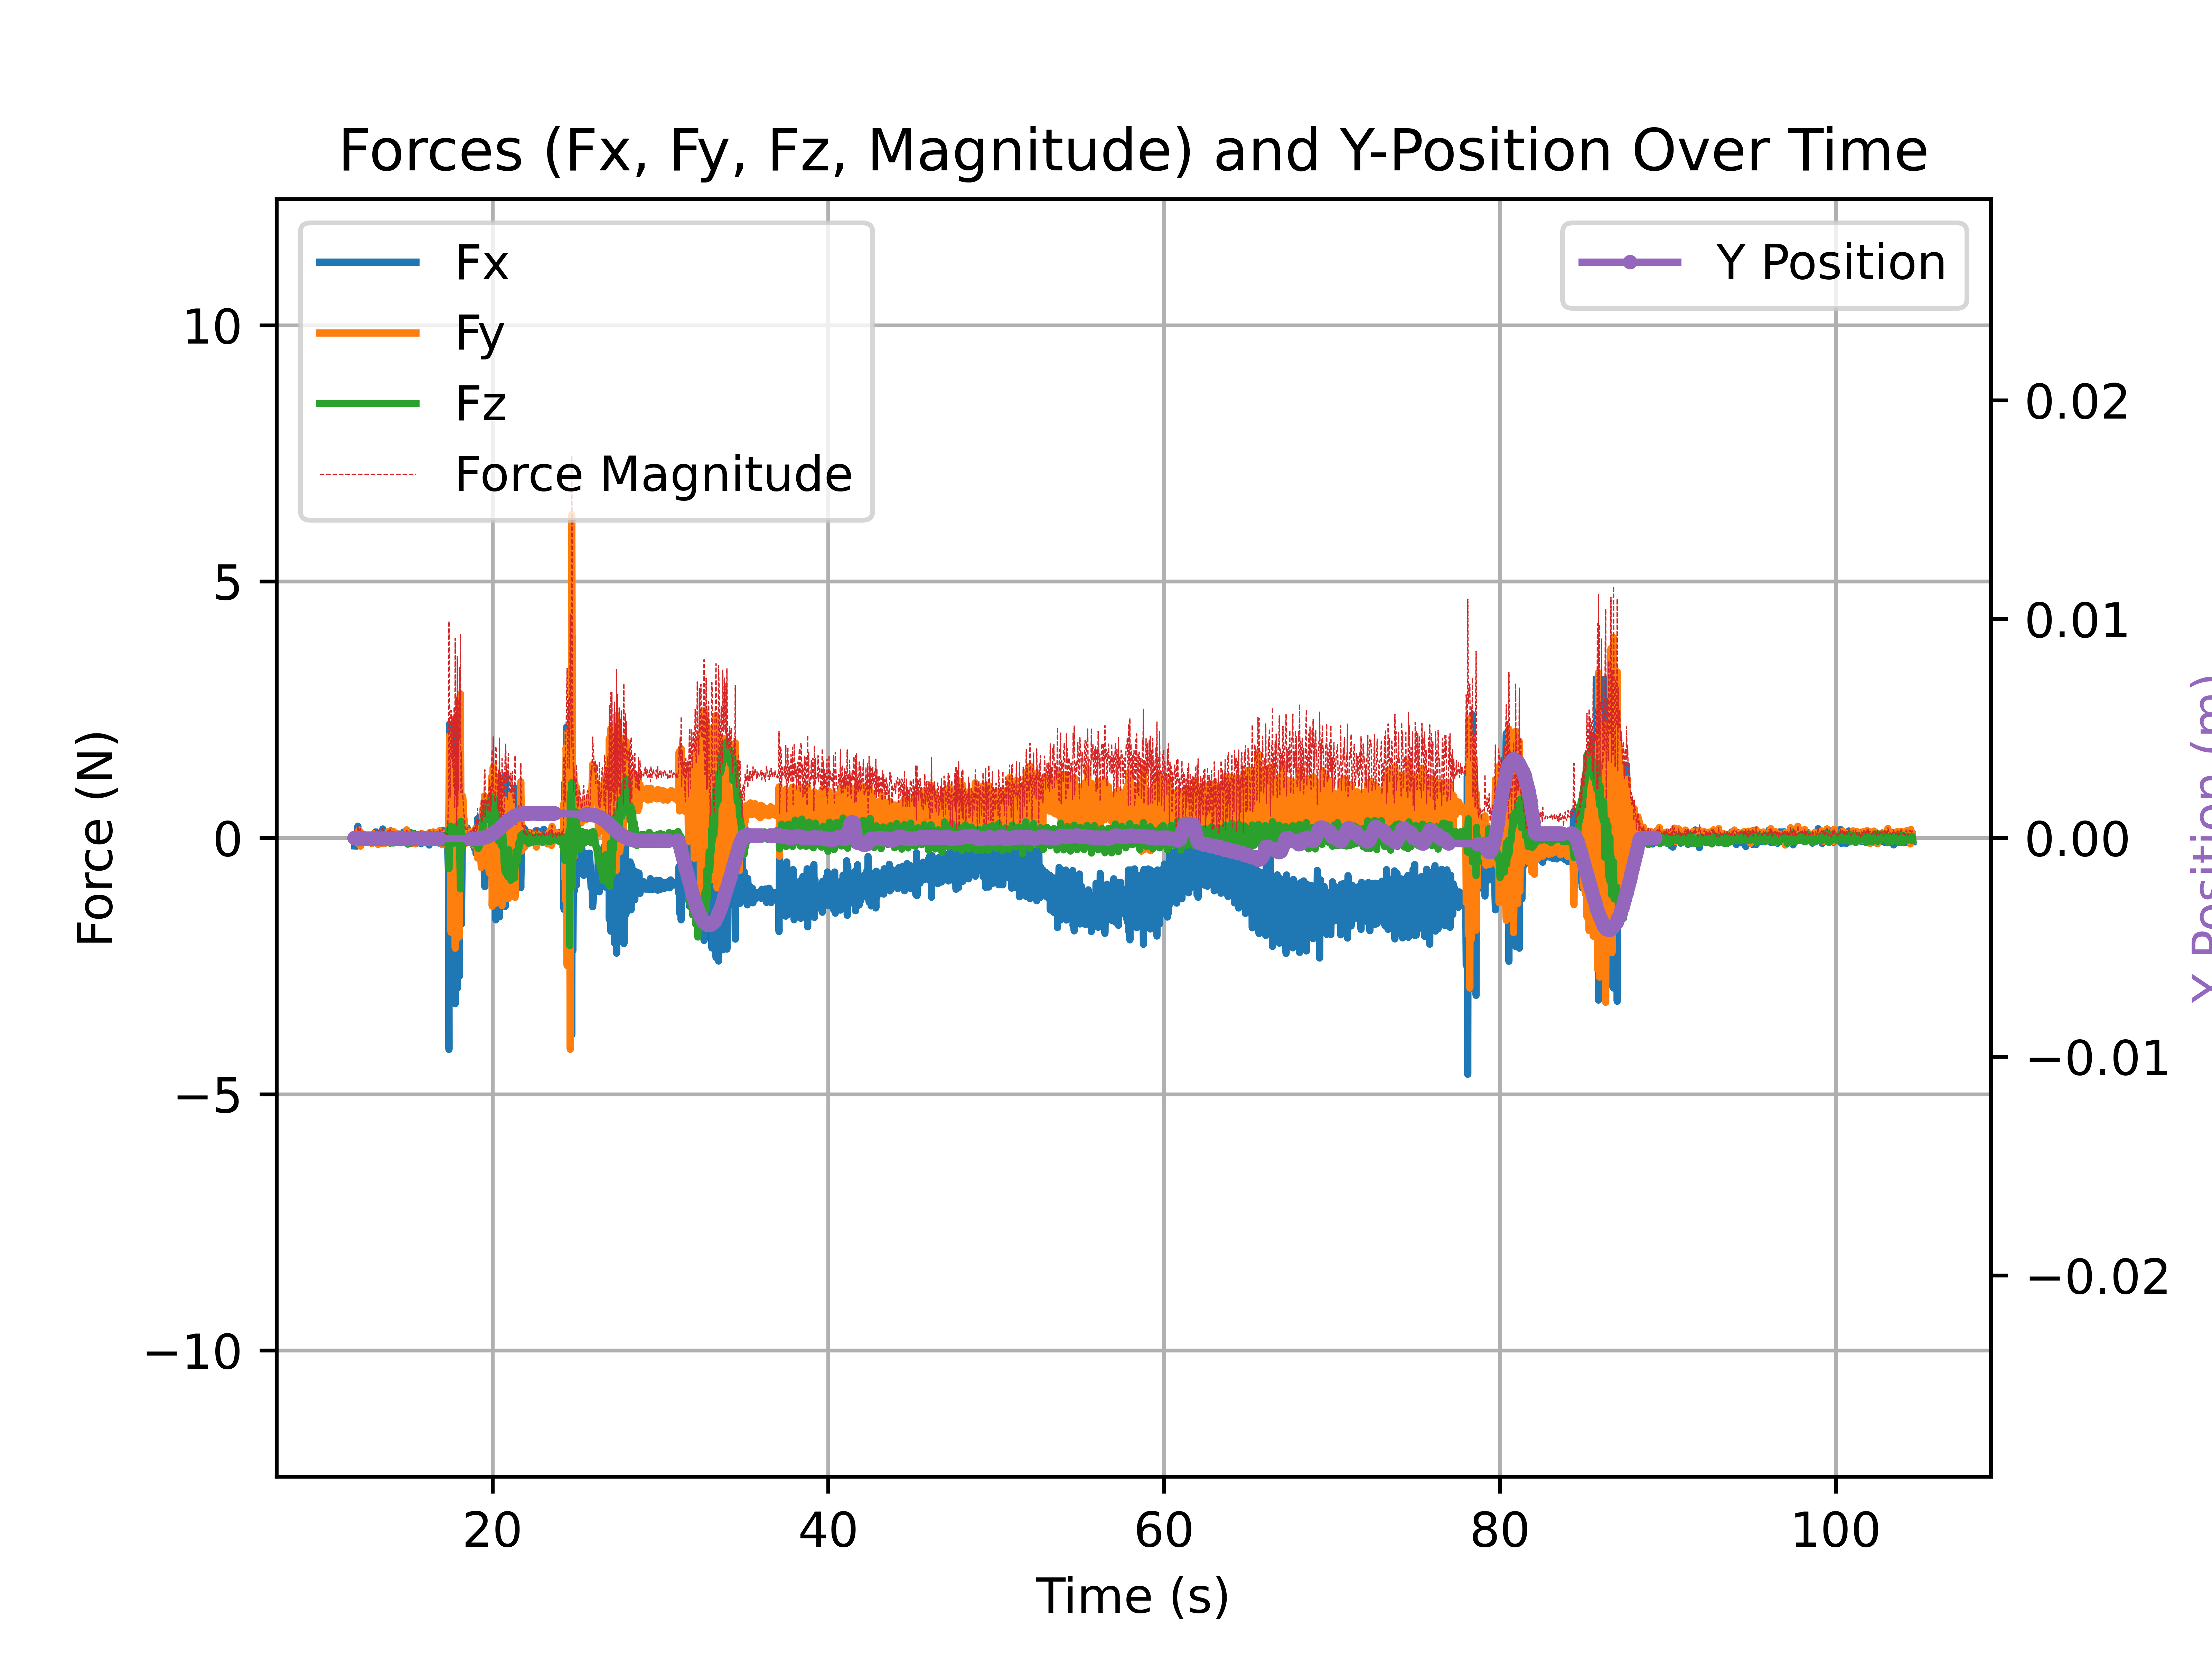 Forces (Fx, Fy, Fz, Magnitude) and Y-Position Over Time
Fx
Fy
Fz
Force Magnitude
Y Position
10
5
0
−5
−10
Force (N)
0.02
0.01
0.00
−0.01
−0.02
Y Position (m)
20
40
60
80
100
Time (s)